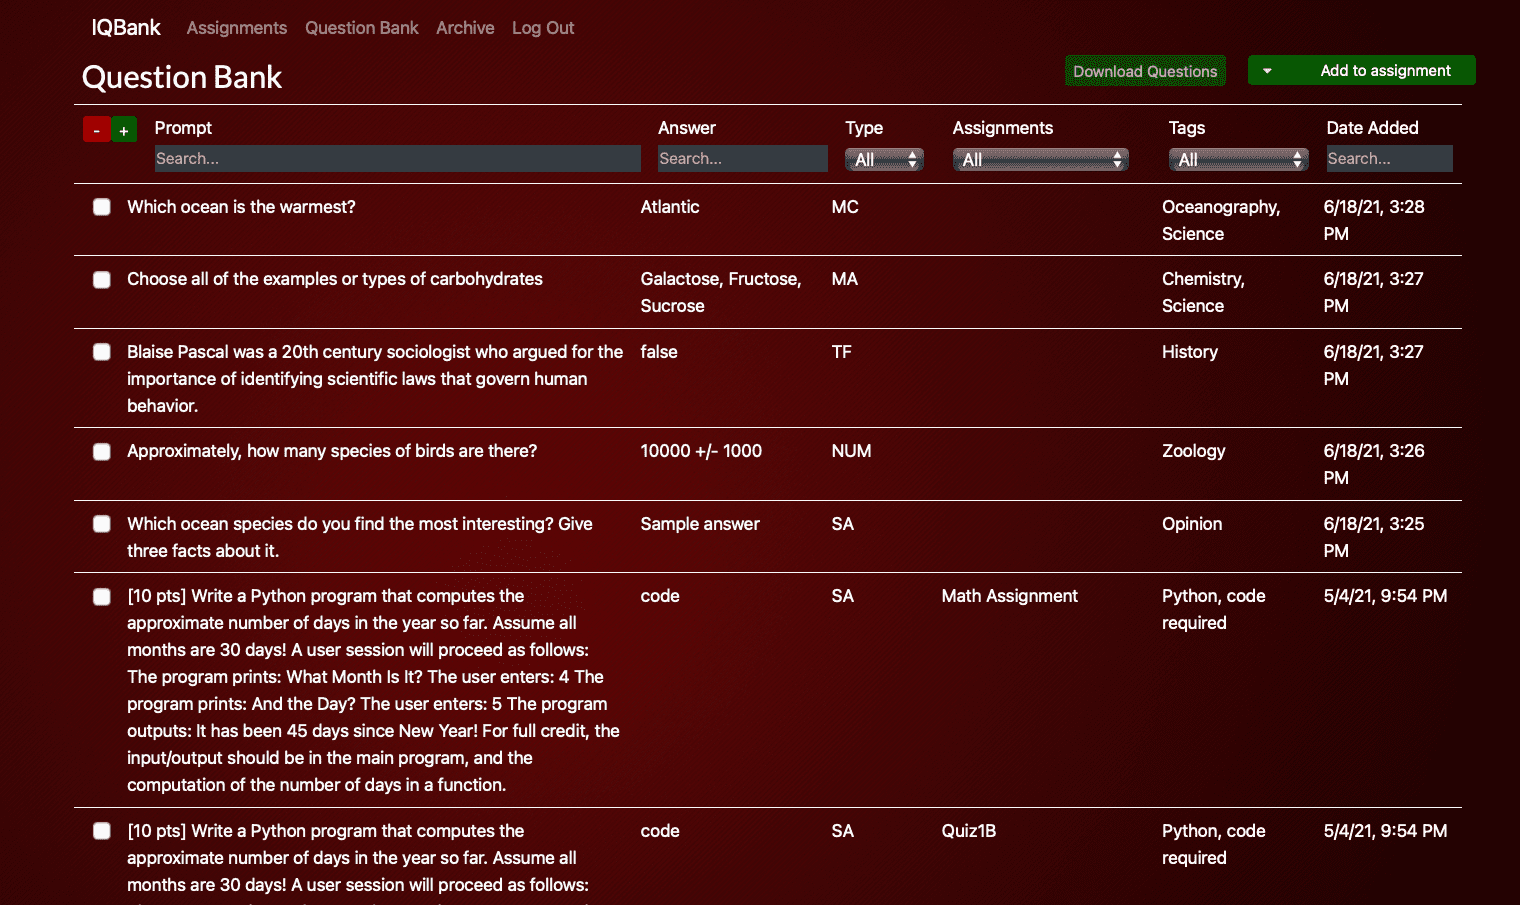 IQBank Assignments Question Bank Archive Log Out
Question Bank
Download Questions
Add to assignment
- + Prompt Answer Type Assignments Tags Date Added
Search... Search... All All All Search...
Which ocean is the warmest? Atlantic MC Oceanography, 6/18/21, 3:28
Science PM
Choose all of the examples or types of carbohydrates Galactose, Fructose, MA Chemistry, 6/18/21, 3:27
Sucrose Science PM
Blaise Pascal was a 20th century sociologist who argued for the false TF History 6/18/21, 3:27
importance of identifying scientific laws that govern human PM
behavior.
Approximately, how many species of birds are there? 10000 +/- 1000 NUM Zoology 6/18/21, 3:26
PM
Which ocean species do you find the most interesting? Give Sample answer SA Opinion 6/18/21, 3:25
three facts about it. PM
[10 pts] Write a Python program that computes the code SA Math Assignment Python, code 5/4/21, 9:54 PM
approximate number of days in the year so far. Assume all required
months are 30 days! A user session will proceed as follows:
The program prints: What Month Is It? The user enters: 4 The
program prints: And the Day? The user enters: 5 The program
outputs: It has been 45 days since New Year! For full credit, the
input/output should be in the main program, and the
computation of the number of days in a function.
[10 pts] Write a Python program that computes the code SA Quiz1B Python, code 5/4/21, 9:54 PM
approximate number of days in the year so far. Assume all required
months are 30 days! A user session will proceed as follows: